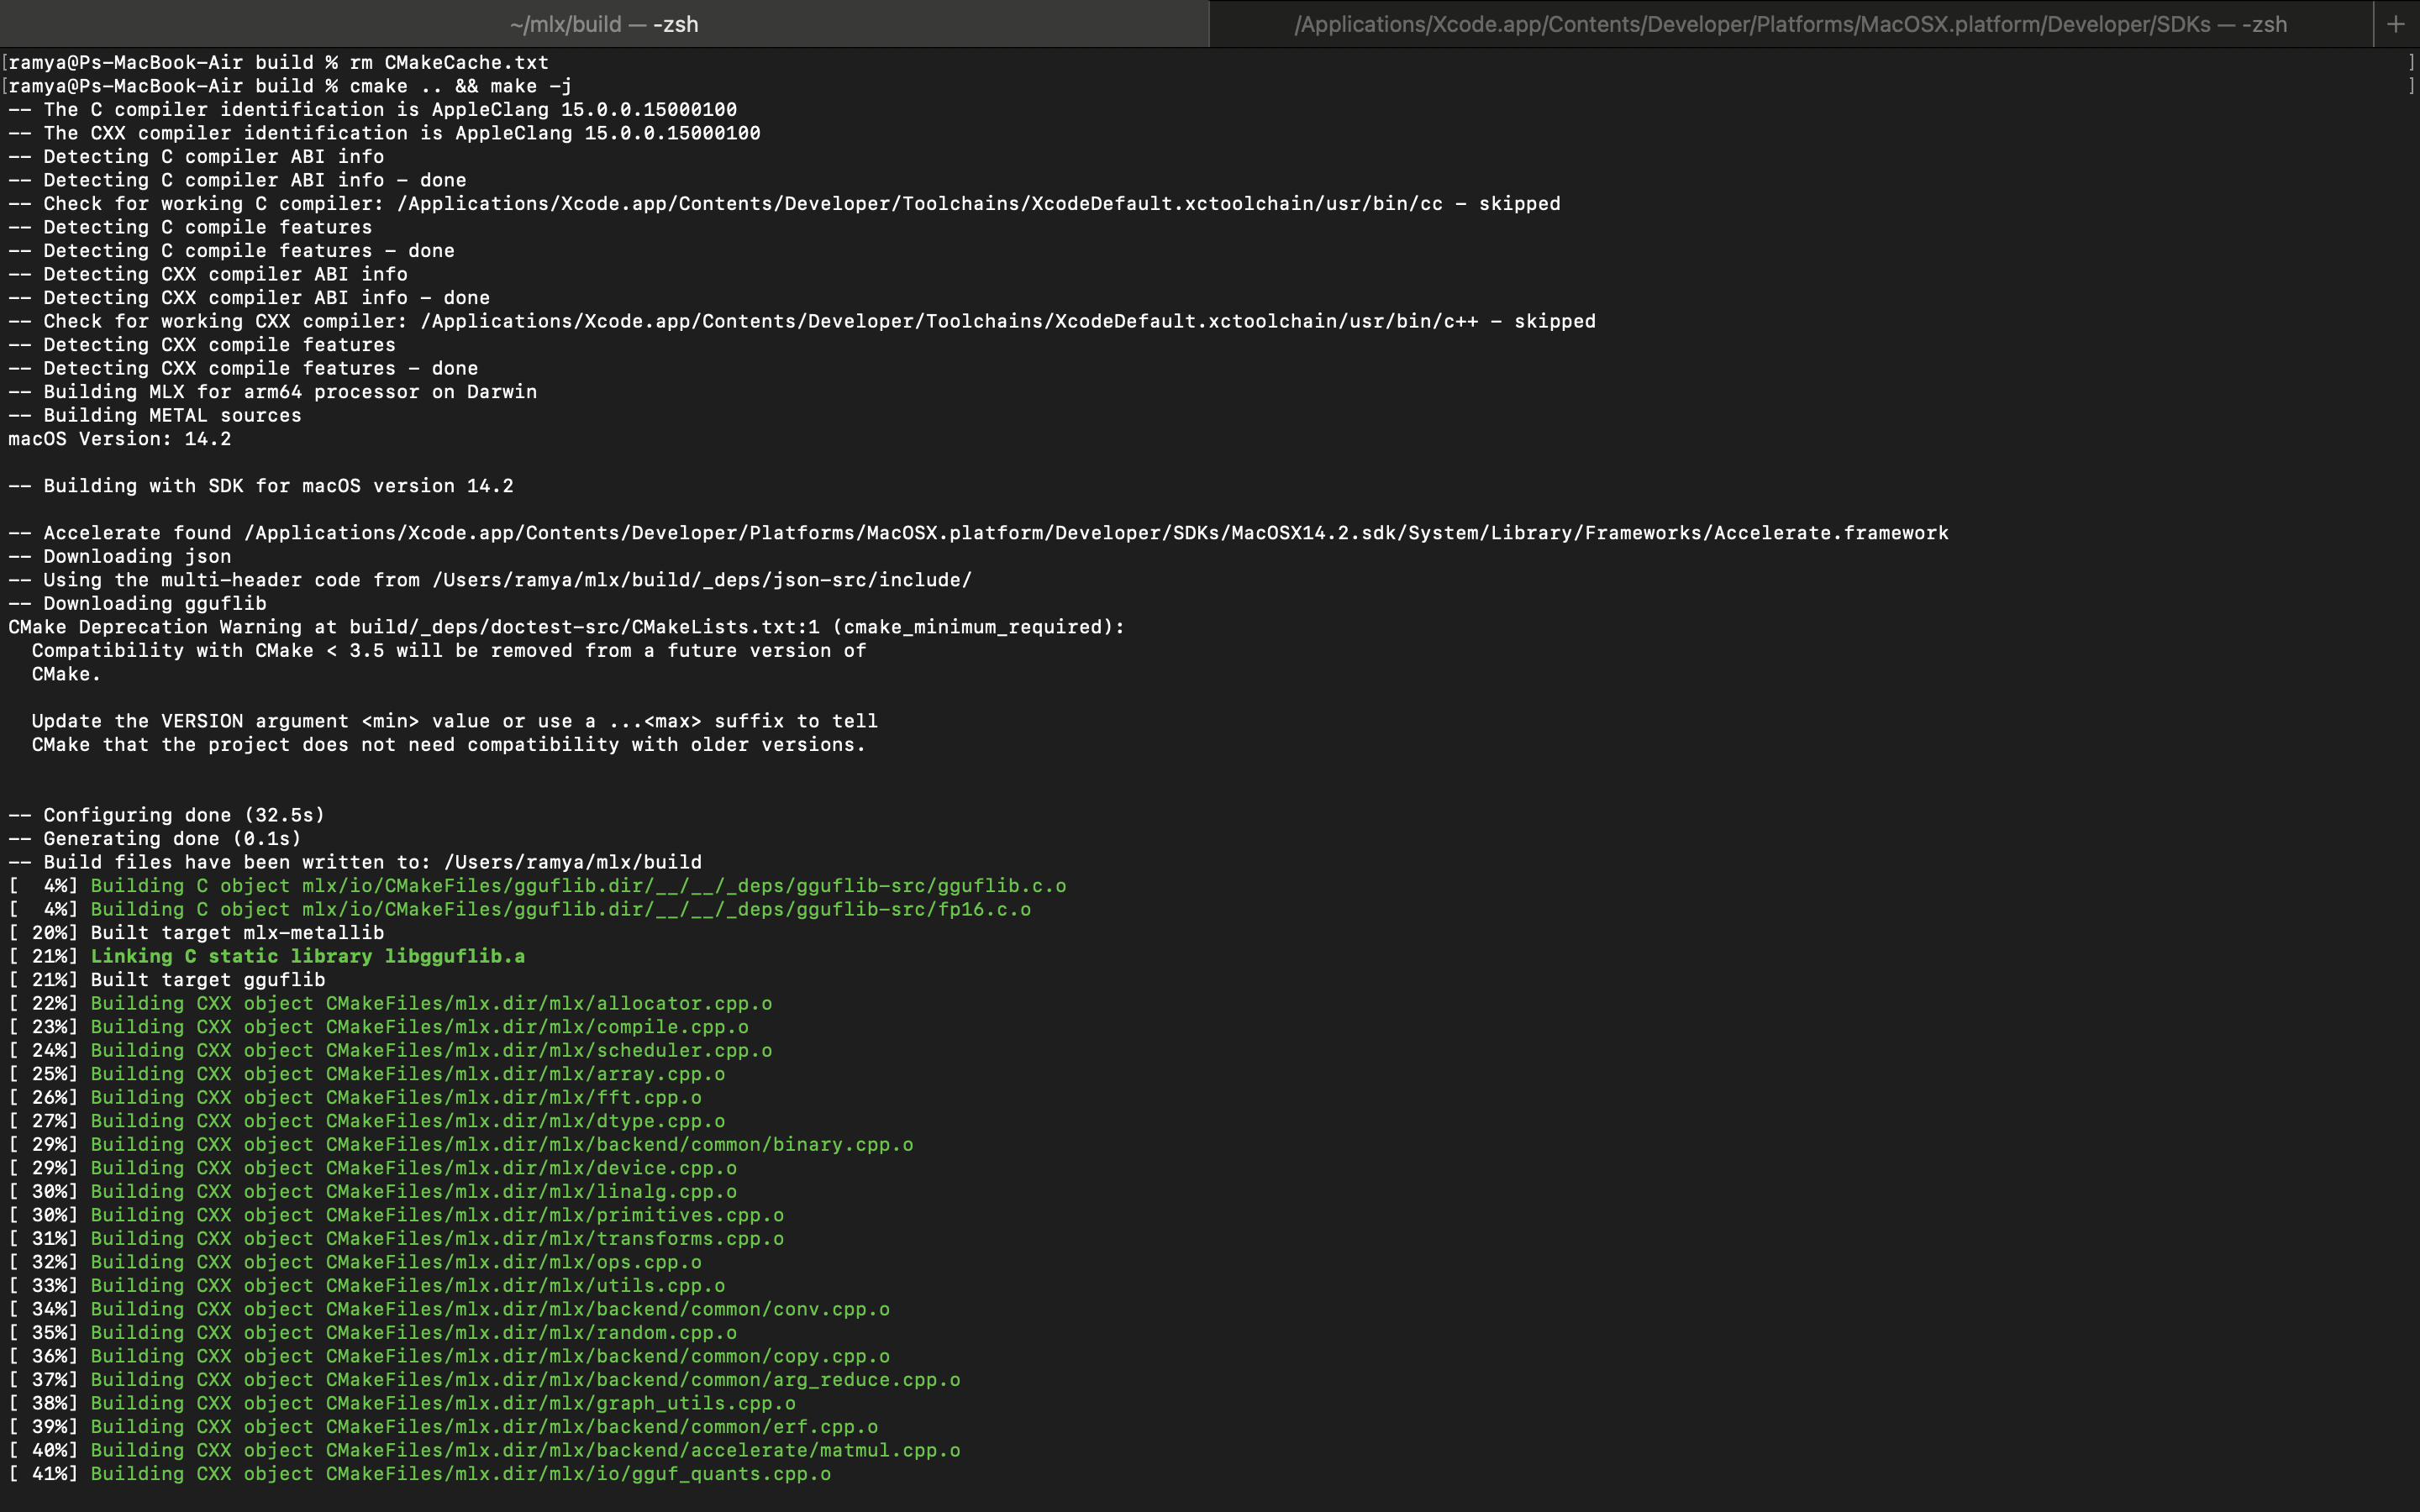 ~/mlx/build — -zsh
/Applications/Xcode.app/Contents/Developer/Platforms/MacOSX.platform/Developer/SDKs — -zsh
+
[ramya@Ps-MacBook-Air build % rm CMakeCache.txt ]
[ramya@Ps-MacBook-Air build % cmake .. && make -j ]
-- The C compiler identification is AppleClang 15.0.0.15000100
-- The CXX compiler identification is AppleClang 15.0.0.15000100
-- Detecting C compiler ABI info
-- Detecting C compiler ABI info - done
-- Check for working C compiler: /Applications/Xcode.app/Contents/Developer/Toolchains/XcodeDefault.xctoolchain/usr/bin/cc - skipped
-- Detecting C compile features
-- Detecting C compile features - done
-- Detecting CXX compiler ABI info
-- Detecting CXX compiler ABI info - done
-- Check for working CXX compiler: /Applications/Xcode.app/Contents/Developer/Toolchains/XcodeDefault.xctoolchain/usr/bin/c++ - skipped
-- Detecting CXX compile features
-- Detecting CXX compile features - done
-- Building MLX for arm64 processor on Darwin
-- Building METAL sources
macOS Version: 14.2
-- Building with SDK for macOS version 14.2
-- Accelerate found /Applications/Xcode.app/Contents/Developer/Platforms/MacOSX.platform/Developer/SDKs/MacOSX14.2.sdk/System/Library/Frameworks/Accelerate.framework
-- Downloading json
-- Using the multi-header code from /Users/ramya/mlx/build/_deps/json-src/include/
-- Downloading gguflib
CMake Deprecation Warning at build/_deps/doctest-src/CMakeLists.txt:1 (cmake_minimum_required):
  Compatibility with CMake < 3.5 will be removed from a future version of
  CMake.
  Update the VERSION argument <min> value or use a ...<max> suffix to tell
  CMake that the project does not need compatibility with older versions.
-- Configuring done (32.5s)
-- Generating done (0.1s)
-- Build files have been written to: /Users/ramya/mlx/build
[  4%] Building C object mlx/io/CMakeFiles/gguflib.dir/__/__/_deps/gguflib-src/gguflib.c.o
[  4%] Building C object mlx/io/CMakeFiles/gguflib.dir/__/__/_deps/gguflib-src/fp16.c.o
[ 20%] Built target mlx-metallib
[ 21%] Linking C static library libgguflib.a
[ 21%] Built target gguflib
[ 22%] Building CXX object CMakeFiles/mlx.dir/mlx/allocator.cpp.o
[ 23%] Building CXX object CMakeFiles/mlx.dir/mlx/compile.cpp.o
[ 24%] Building CXX object CMakeFiles/mlx.dir/mlx/scheduler.cpp.o
[ 25%] Building CXX object CMakeFiles/mlx.dir/mlx/array.cpp.o
[ 26%] Building CXX object CMakeFiles/mlx.dir/mlx/fft.cpp.o
[ 27%] Building CXX object CMakeFiles/mlx.dir/mlx/dtype.cpp.o
[ 29%] Building CXX object CMakeFiles/mlx.dir/mlx/backend/common/binary.cpp.o
[ 29%] Building CXX object CMakeFiles/mlx.dir/mlx/device.cpp.o
[ 30%] Building CXX object CMakeFiles/mlx.dir/mlx/linalg.cpp.o
[ 30%] Building CXX object CMakeFiles/mlx.dir/mlx/primitives.cpp.o
[ 31%] Building CXX object CMakeFiles/mlx.dir/mlx/transforms.cpp.o
[ 32%] Building CXX object CMakeFiles/mlx.dir/mlx/ops.cpp.o
[ 33%] Building CXX object CMakeFiles/mlx.dir/mlx/utils.cpp.o
[ 34%] Building CXX object CMakeFiles/mlx.dir/mlx/backend/common/conv.cpp.o
[ 35%] Building CXX object CMakeFiles/mlx.dir/mlx/random.cpp.o
[ 36%] Building CXX object CMakeFiles/mlx.dir/mlx/backend/common/copy.cpp.o
[ 37%] Building CXX object CMakeFiles/mlx.dir/mlx/backend/common/arg_reduce.cpp.o
[ 38%] Building CXX object CMakeFiles/mlx.dir/mlx/graph_utils.cpp.o
[ 39%] Building CXX object CMakeFiles/mlx.dir/mlx/backend/common/erf.cpp.o
[ 40%] Building CXX object CMakeFiles/mlx.dir/mlx/backend/accelerate/matmul.cpp.o
[ 41%] Building CXX object CMakeFiles/mlx.dir/mlx/io/gguf_quants.cpp.o